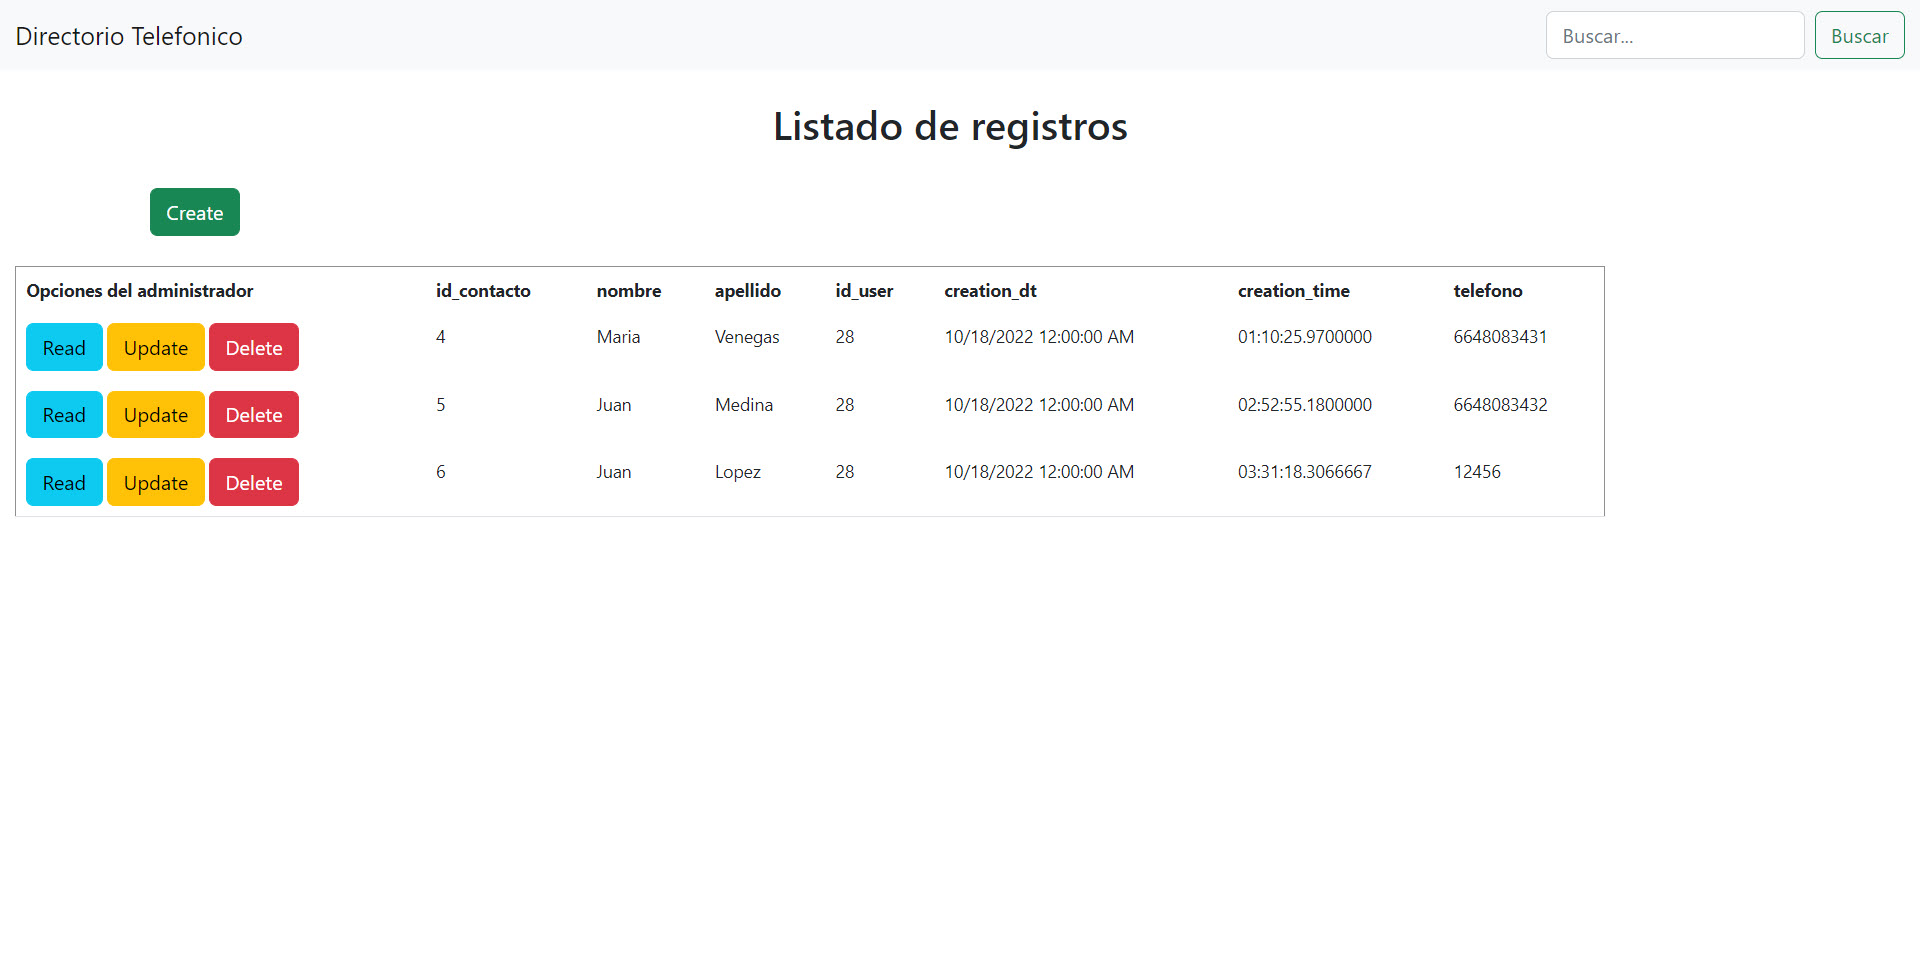 Directorio Telefonico Buscar... Buscar
Listado de registros
Create
Opciones del administrador id_contacto nombre apellido id_user creation_dt creation_time telefono
Read Update Delete 4 Maria Venegas 28 10/18/2022 12:00:00 AM 01:10:25.9700000 6648083431
Read Update Delete 5 Juan Medina 28 10/18/2022 12:00:00 AM 02:52:55.1800000 6648083432
Read Update Delete 6 Juan Lopez 28 10/18/2022 12:00:00 AM 03:31:18.3066667 12456